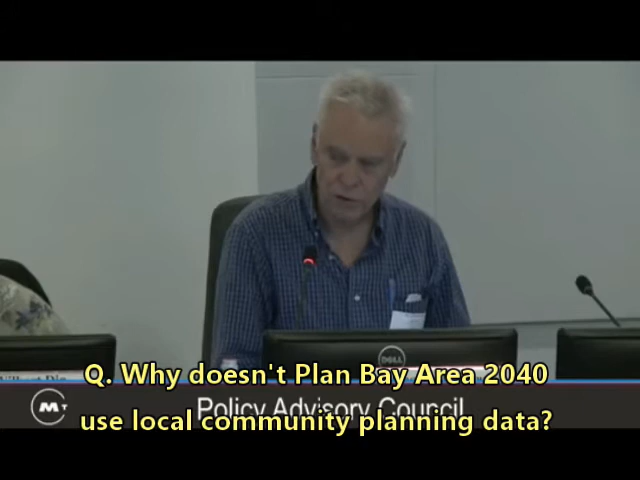 DELL
Q. Why doesn't Plan Bay Area 2040
M T Policy Advisory Council
use local community planning data?